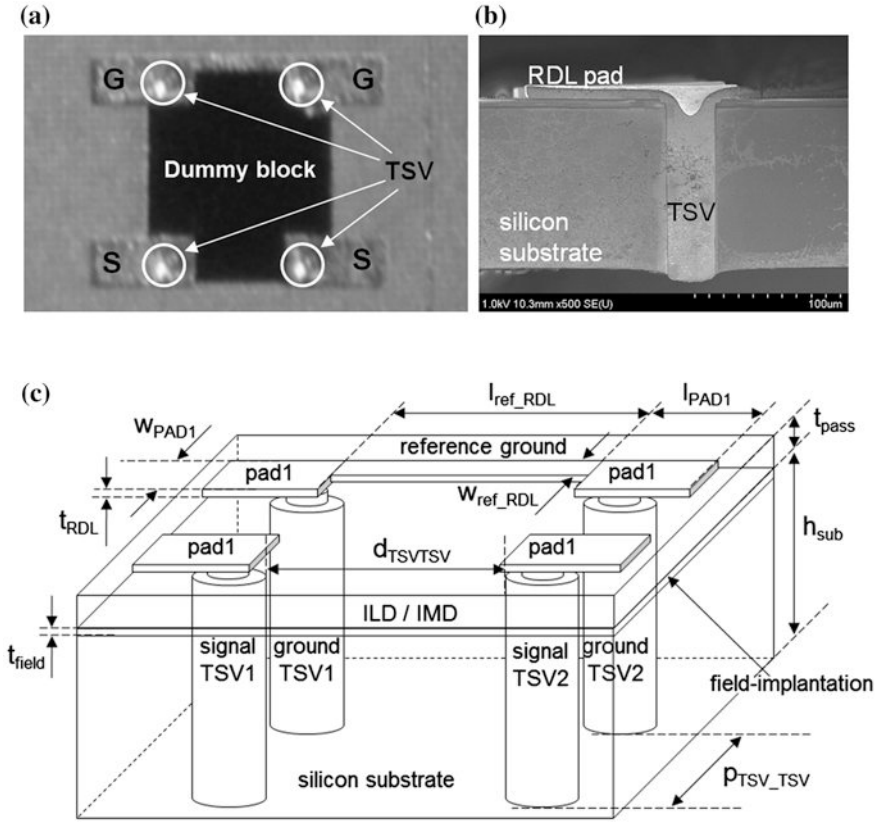 (a)
G
G
Dummy block
TSV
S
S
(b)
RDL pad
TSV
silicon
substrate
1.0kV 10.3mm x500 SE(U)
100um
(c)
l_ref_RDL
l_PAD1
t_pass
w_PAD1
reference ground
pad1
pad1
w_ref_RDL
t_RDL
h_sub
pad1
d_TSVTSV
pad1
ILD / IMD
t_field
signal
TSV1
ground
TSV1
signal
TSV2
ground
TSV2
field-implantation
silicon substrate
p_TSV_TSV